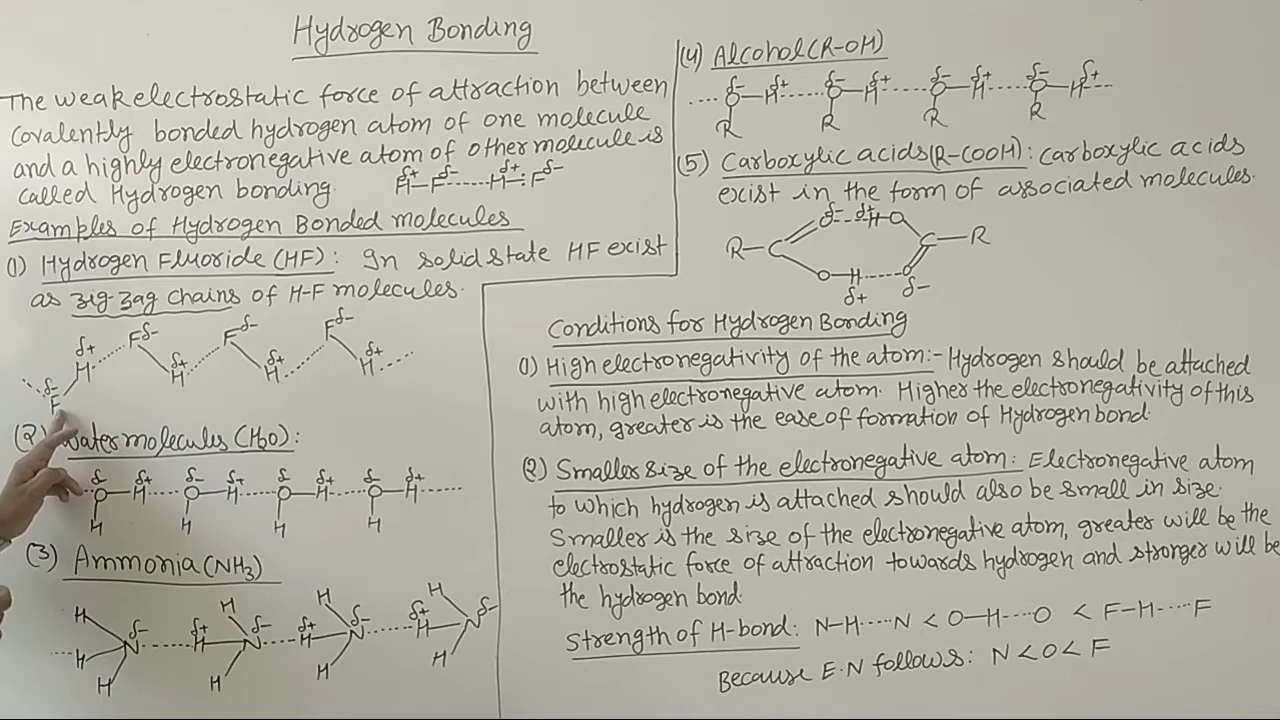 Hydrogen Bonding
The weak electrostatic force of attraction between
covalently bonded hydrogen atom of one molecule
and a highly electronegative atom of other molecule is
called Hydrogen bonding.
δ+ δ- δ+ δ-
H–F......H–:F
Examples of Hydrogen Bonded molecules
(1) Hydrogen Fluoride (HF): In solid state HF exist
as zig-zag chains of H-F molecules.
δ- δ- δ-
F F F
δ+
H
δ+ δ+ δ+
H H H
δ-
F
(2) Water molecules (H2O):
δ- δ+ δ- δ+ δ- δ+ δ- δ+
O–H......O–H......O–H......O–H......
H H H H
(3) Ammonia (NH3)
H H H H
δ- δ+ δ- δ+ δ- δ+ δ-
N......H–N......H–N......H–N
H
H H H H
(4) Alcohol (R-OH)
δ- δ+ δ- δ+ δ- δ+ δ- δ+
....O–H......O–H......O–H......O–H....
R R R R
(5) Carboxylic acids (R-COOH): Carboxylic acids
exist in the form of associated molecules.
δ- δ+
O--HO
R–C C–R
O–H......O
δ+ δ-
Conditions for Hydrogen Bonding
(1) High electronegativity of the atom:- Hydrogen should be attached
with high electronegative atom. Higher the electronegativity of this
atom, greater is the ease of formation of Hydrogen bond.
(2) Smaller size of the electronegative atom: Electronegative atom
to which hydrogen is attached should also be small in size.
Smaller is the size of the electronegative atom, greater will be the
electrostatic force of attraction towards hydrogen and stronger will be
the hydrogen bond.
Strength of H-bond: N–H.....N < O–H....O < F–H.....F
Because E.N follows: N < O < F